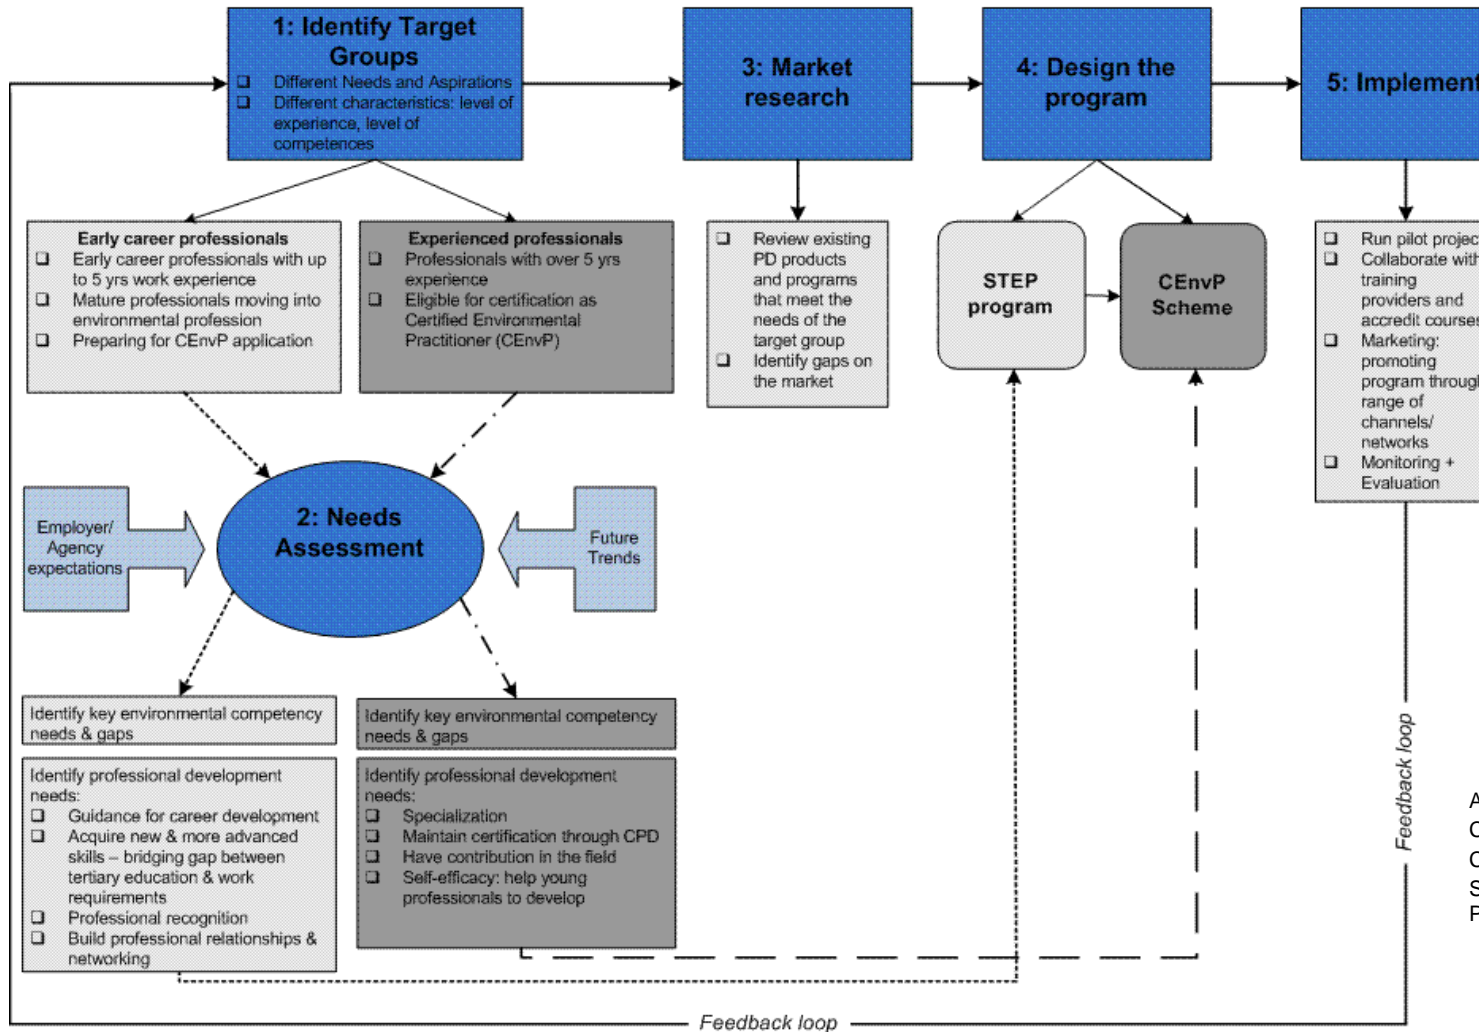 1: Identify Target
Groups
Different Needs and Aspirations
Different characteristics: level of
experience, level of
competences
3: Market
research
4: Design the
program
5: Implement
Early career professionals
Early career professionals with up
to 5 yrs work experience
Mature professionals moving into
environmental profession
Preparing for CEnvP application
Experienced professionals
Professionals with over 5 yrs
experience
Eligible for certification as
Certified Environmental
Practitioner (CEnvP)
Review existing
PD products
and programs
that meet the
needs of the
target group
Identify gaps on
the market
STEP
program
CEnvP
Scheme
Run pilot project
Collaborate with
training
providers and
accredit courses
Marketing:
promoting
program through
range of
channels/
networks
Monitoring +
Evaluation
Employer/
Agency
expectations
2: Needs
Assessment
Future
Trends
Identify key environmental competency
needs & gaps
Identify key environmental competency
needs & gaps
Identify professional development
needs:
Guidance for career development
Acquire new & more advanced
skills – bridging gap between
tertiary education & work
requirements
Professional recognition
Build professional relationships &
networking
Identify professional development
needs:
Specialization
Maintain certification through CPD
Have contribution in the field
Self-efficacy: help young
professionals to develop
Feedback loop
Feedback loop